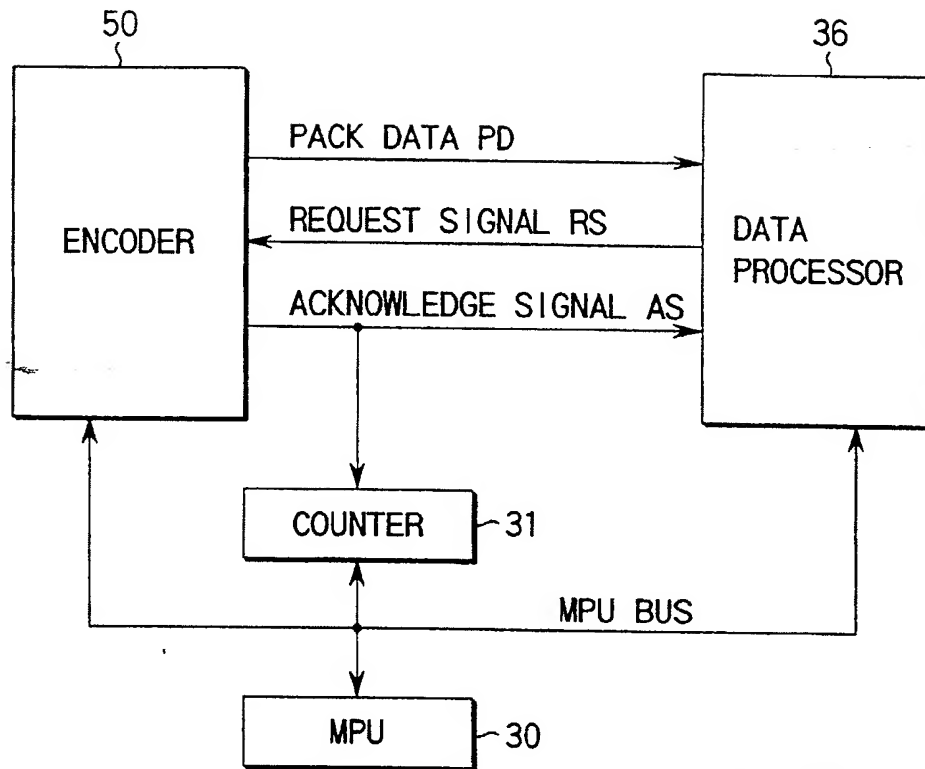 50
36
PACK DATA PD
REQUEST SIGNAL RS
ENCODER
DATA
PROCESSOR
ACKNOWLEDGE SIGNAL AS
COUNTER
31
MPU BUS
MPU
30